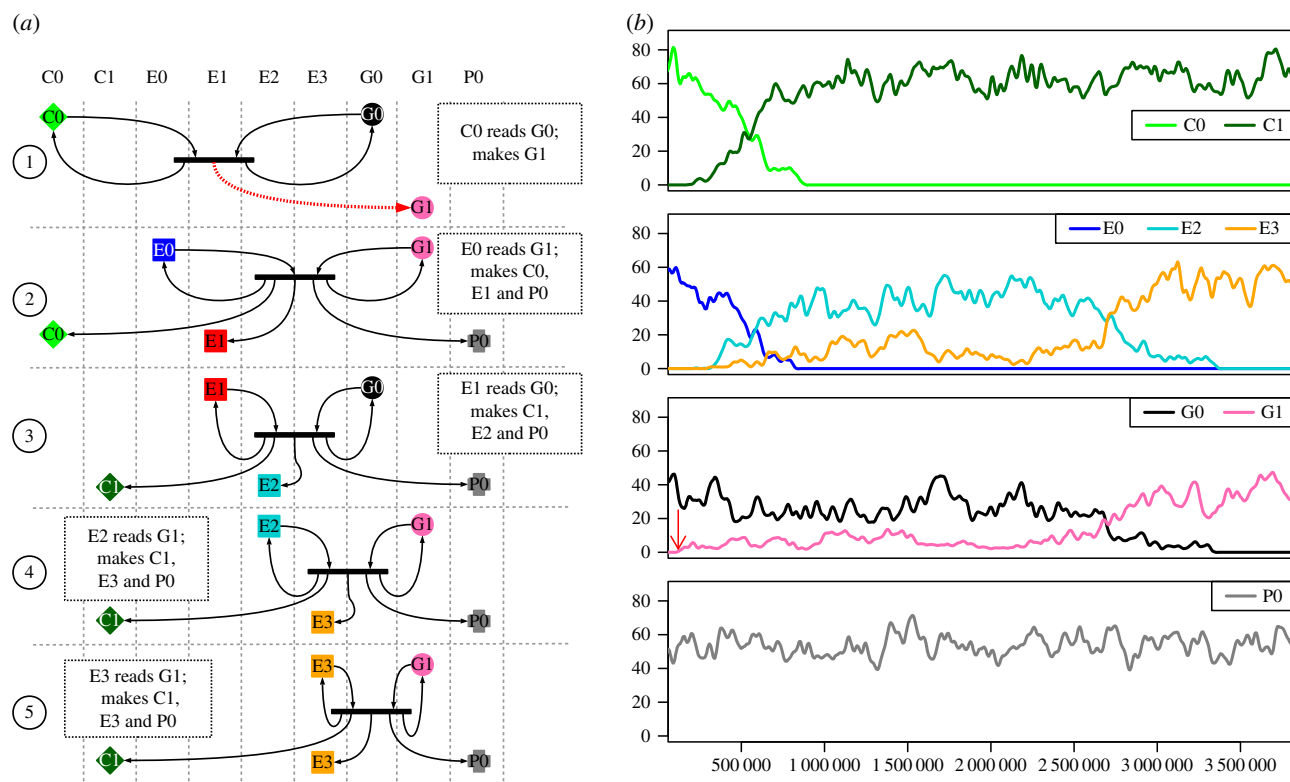 (a)
C0 C1 E0 E1 E2 E3 G0 G1 P0
1
C0
G0
C0 reads G0;
makes G1
G1
2
E0
G1
E0 reads G1;
makes C0,
E1 and P0
C0
E1
P0
3
E1
G0
E1 reads G0;
makes C1,
E2 and P0
C1
E2
P0
4
E2 reads G1;
makes C1,
E3 and P0
E2
G1
C1
E3
P0
5
E3 reads G1;
makes C1,
E3 and P0
E3
G1
C1
E3
P0
(b)
80
60
40
20
0
C0 C1
80
60
40
20
0
E0 E2 E3
80
60
40
20
0
G0 G1
80
60
40
20
0
P0
500 000 1 000 000 1 500 000 2 000 000 2 500 000 3 000 000 3 500 000